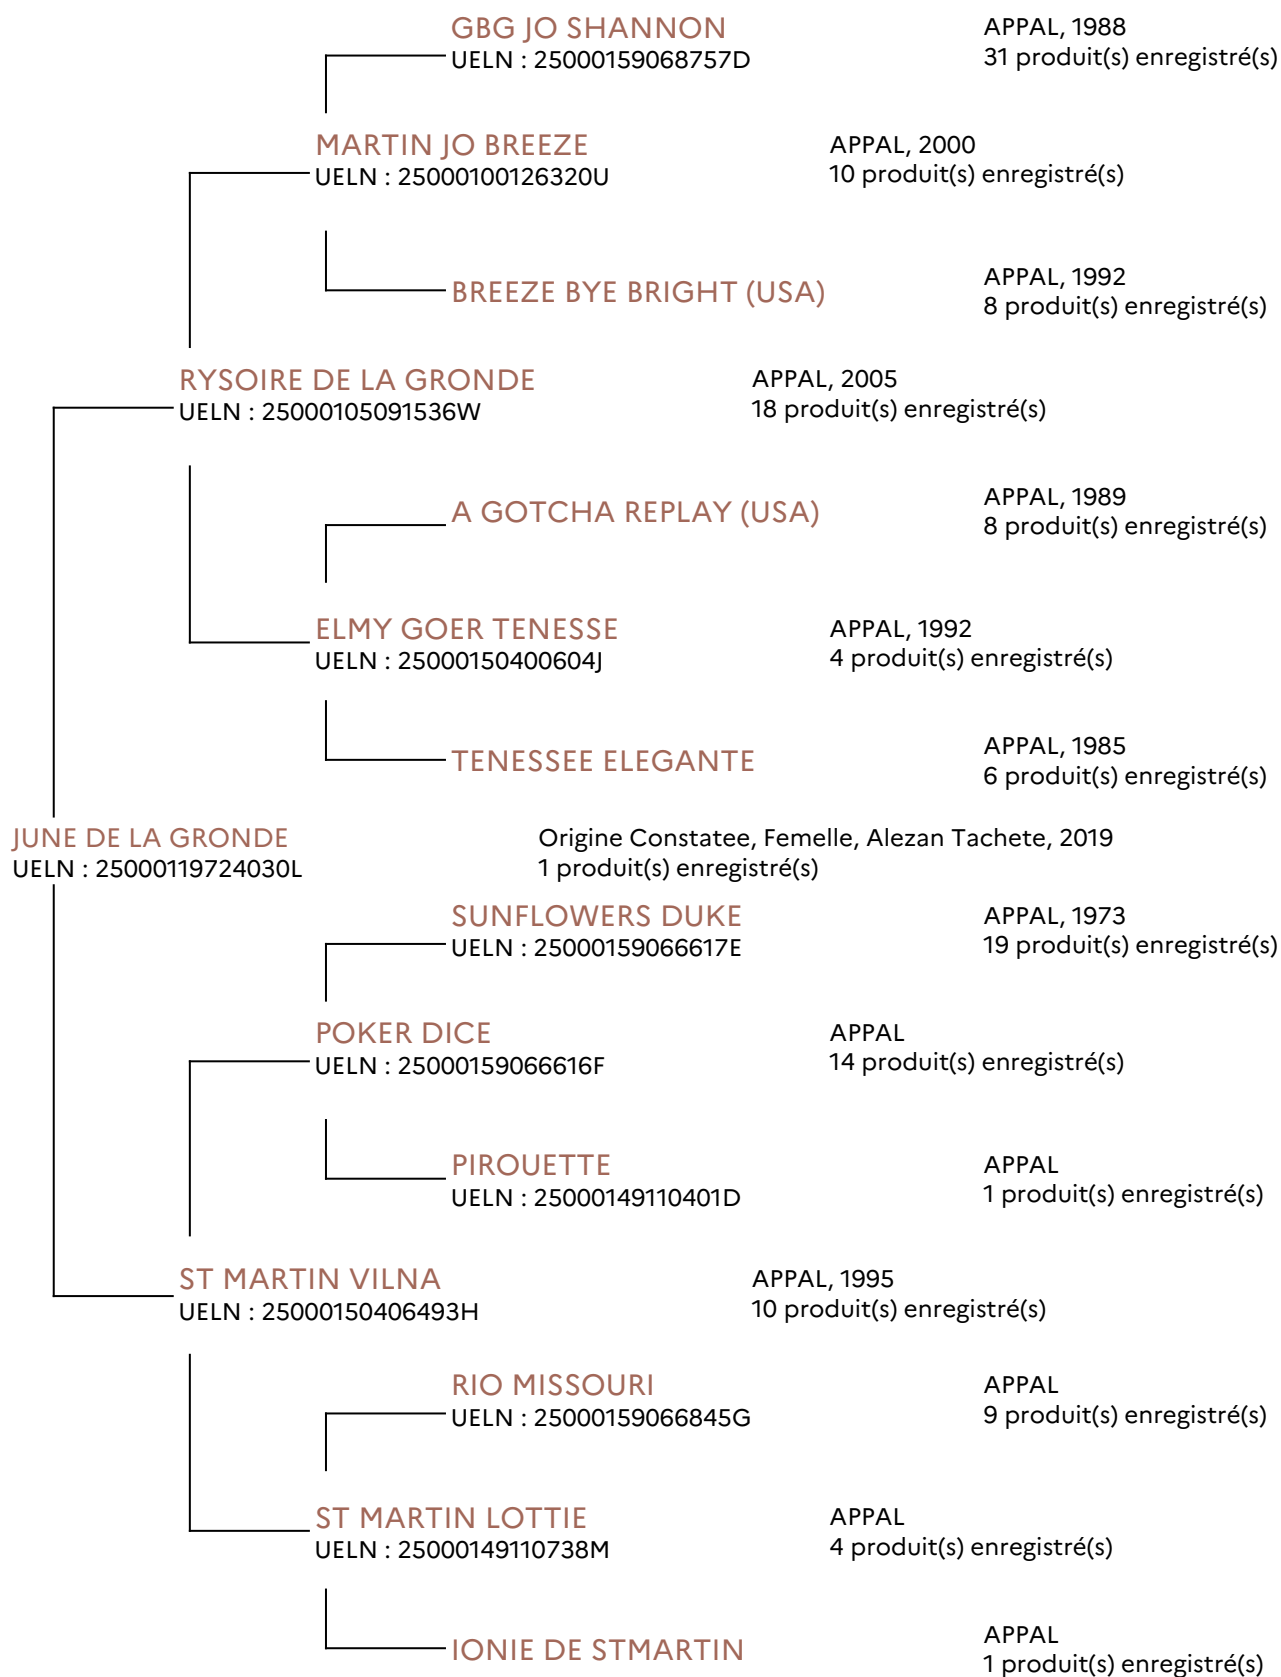 GBG JO SHANNON
UELN : 25000159068757D
APPAL, 1988
31 produit(s) enregistré(s)
MARTIN JO BREEZE
UELN : 25000100126320U
APPAL, 2000
10 produit(s) enregistré(s)
BREEZE BYE BRIGHT (USA)
APPAL, 1992
8 produit(s) enregistré(s)
RYSOIRE DE LA GRONDE
UELN : 25000105091536W
APPAL, 2005
18 produit(s) enregistré(s)
A GOTCHA REPLAY (USA)
APPAL, 1989
8 produit(s) enregistré(s)
ELMY GOER TENESSE
UELN : 25000150400604J
APPAL, 1992
4 produit(s) enregistré(s)
TENESSEE ELEGANTE
APPAL, 1985
6 produit(s) enregistré(s)
JUNE DE LA GRONDE
UELN : 25000119724030L
Origine Constatee, Femelle, Alezan Tachete, 2019
1 produit(s) enregistré(s)
SUNFLOWERS DUKE
UELN : 25000159066617E
APPAL, 1973
19 produit(s) enregistré(s)
POKER DICE
UELN : 25000159066616F
APPAL
14 produit(s) enregistré(s)
PIROUETTE
UELN : 25000149110401D
APPAL
1 produit(s) enregistré(s)
ST MARTIN VILNA
UELN : 25000150406493H
APPAL, 1995
10 produit(s) enregistré(s)
RIO MISSOURI
UELN : 25000159066845G
APPAL
9 produit(s) enregistré(s)
ST MARTIN LOTTIE
UELN : 25000149110738M
APPAL
4 produit(s) enregistré(s)
IONIE DE STMARTIN
APPAL
1 produit(s) enregistré(s)